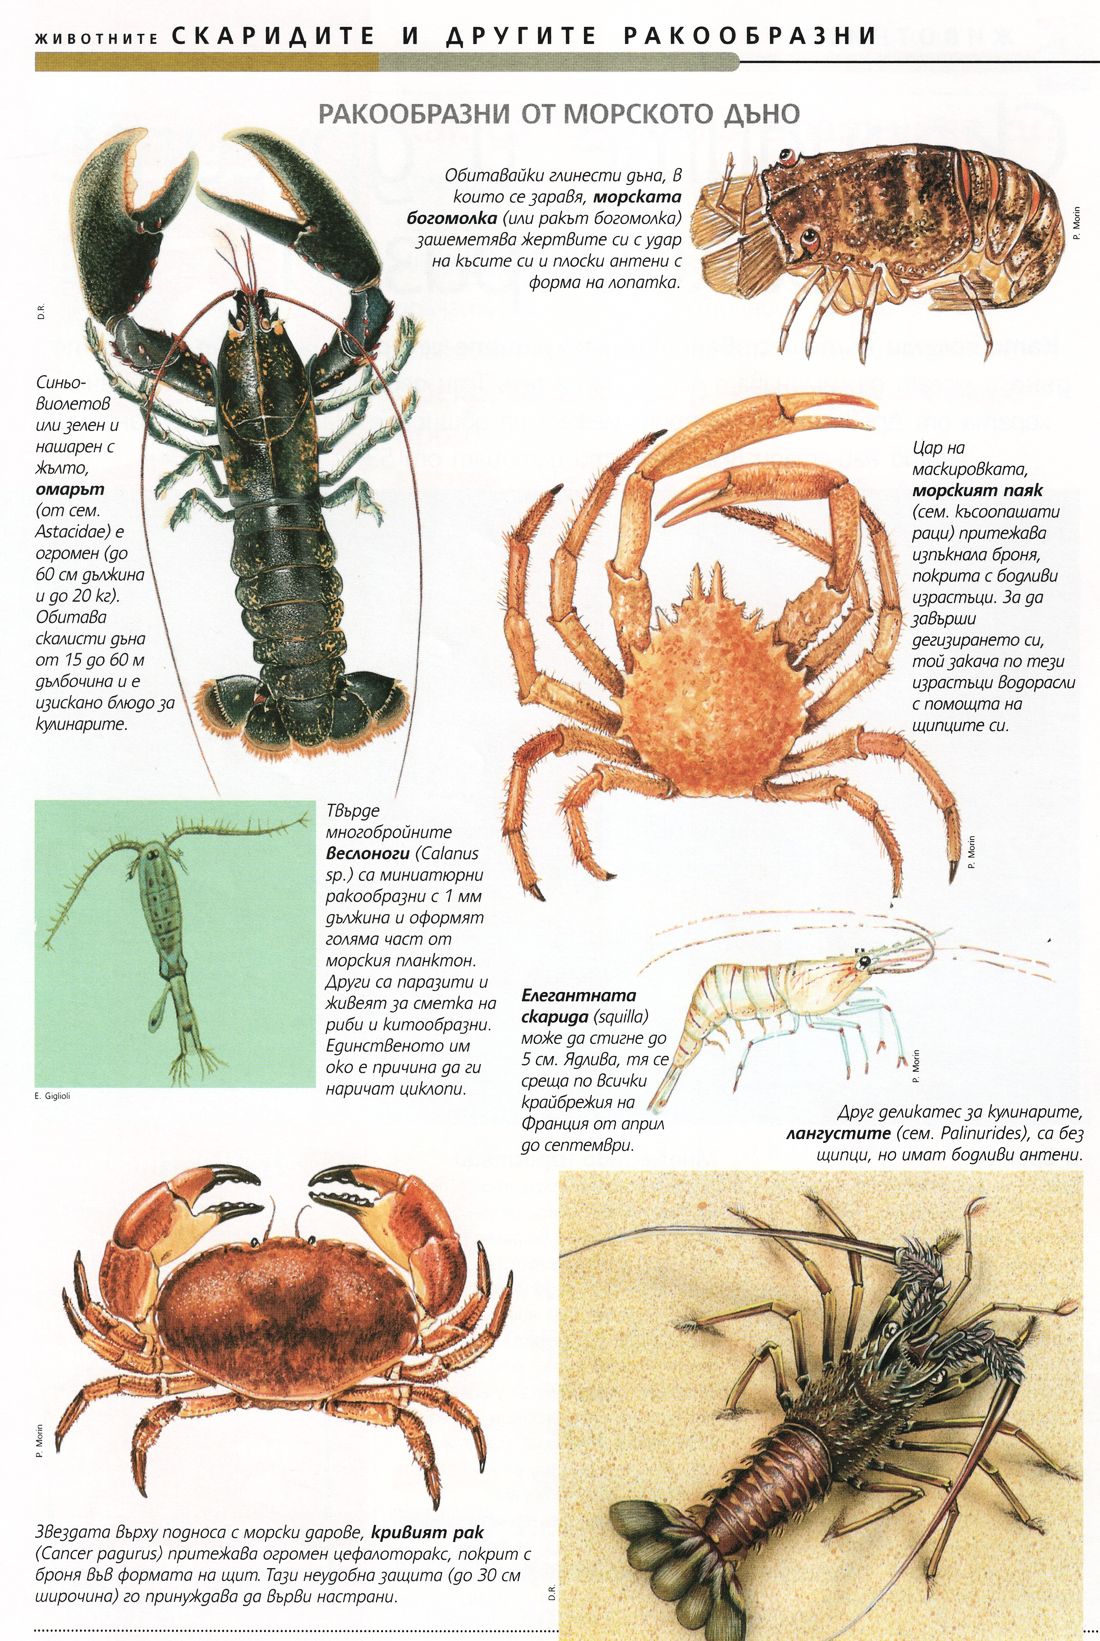 ЖИВОТНИТЕ СКАРИДИТЕ И ДРУГИТЕ РАКООБРАЗНИ
РАКООБРАЗНИ ОТ МОРСКОТО ДЪНО
Обитавайки глинести дъна, в
които се заравя, морската
богомолка (или ракът богомолка)
зашеметява жертвите си с удар
на късите си и плоски антени с
форма на лопатка.
P. Morin
D.R.
Синьо-
виолетов
или зелен и
нашарен с
жълто,
омарът
(от сем.
Astacidae) е
огромен (до
60 см дължина
и до 20 кг).
Обитава
скалисти дъна
от 15 до 60 м
дълбочина и е
изискано блюдо за
кулинарите.
Цар на
маскировката,
морският паяк
(сем. късоопашати
раци) притежава
изпъкнала броня,
покрита с бодливи
израстъци. За да
завърши
дегизирането си,
той закача по тези
израстъци водорасли
с помощта на
щипците си.
P. Morin
Твърде
многобройните
веслоноги (Calanus
sp.) са миниатюрни
ракообразни с 1 мм
дължина и оформят
голяма част от
морския планктон.
Други са паразити и
живеят за сметка на
риби и китообразни.
Единственото им
око е причина да ги
наричат циклопи.
E. Giglioli
Елегантната
скарида (squilla)
може да стигне до
5 см. Ядлива, тя се
среща по всички
крайбрежия на
Франция от април
до септември.
P. Morin
Друг деликатес за кулинарите,
лангустите (сем. Palinurides), са без
щипци, но имат бодливи антени.
P. Morin
Звездата върху подноса с морски дарове, кривият рак
(Cancer pagurus) притежава огромен цефалоторакс, покрит с
броня във формата на щит. Тази неудобна защита (до 30 см
широчина) го принуждава да върви настрани.
D.R.